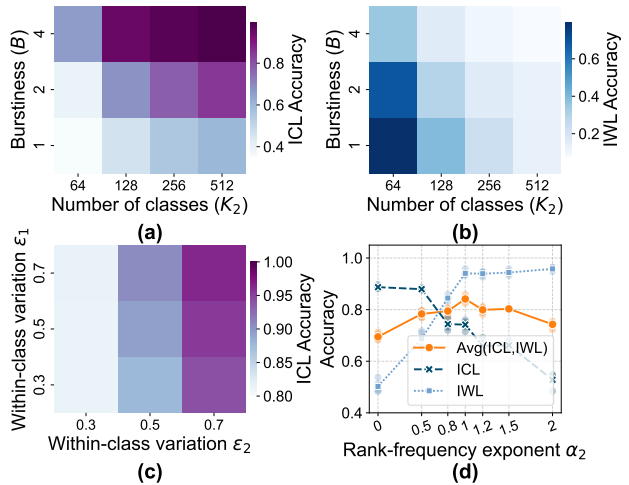 Burstiness (B)
4
2
1
64 128 256 512
Number of classes (K₂)
(a)
0.8
0.6
0.4
ICL Accuracy
Burstiness (B)
4
2
1
64 128 256 512
Number of classes (K₂)
(b)
0.6
0.4
0.2
IWL Accuracy
Within-class variation ε₁
0.7
0.5
0.3
0.3 0.5 0.7
Within-class variation ε₂
(c)
1.00
0.95
0.90
0.85
0.80
ICL Accuracy
Accuracy
1.0
0.8
0.6
0.4
Avg(ICL,IWL)
ICL
IWL
0 0.5 0.8 1 1.2 1.5 2
Rank-frequency exponent α₂
(d)